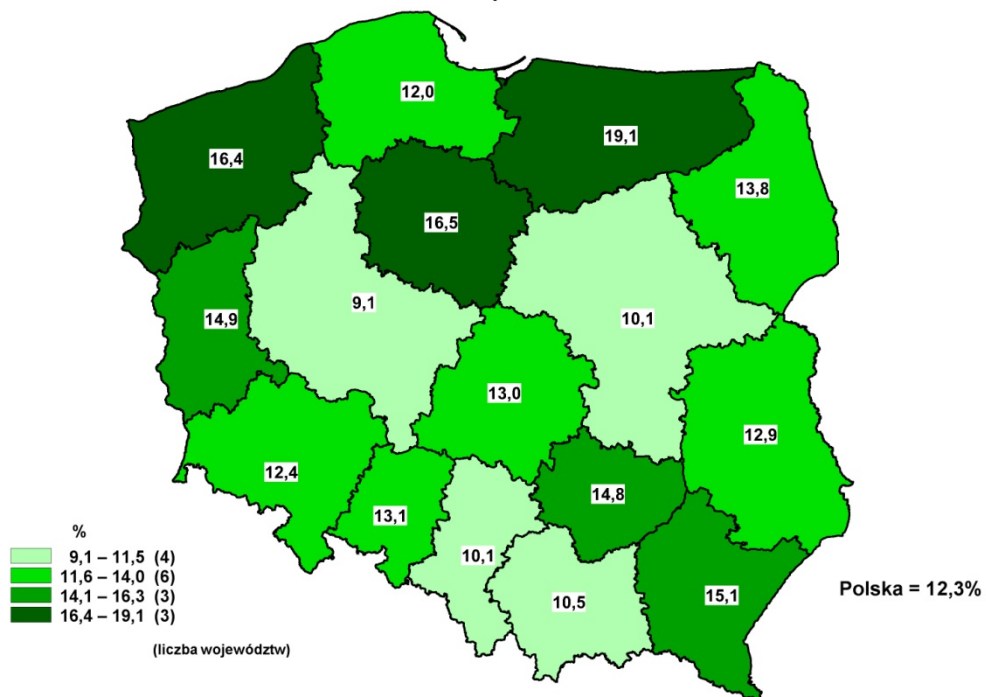 12,0
19,1
16,4
13,8
16,5
9,1
14,9
10,1
13,0
12,9
12,4
14,8
13,1
10,1
10,5
15,1
%
9,1 – 11,5 (4)
11,6 – 14,0 (6)
14,1 – 16,3 (3)
16,4 – 19,1 (3)
(liczba województw)
Polska = 12,3%